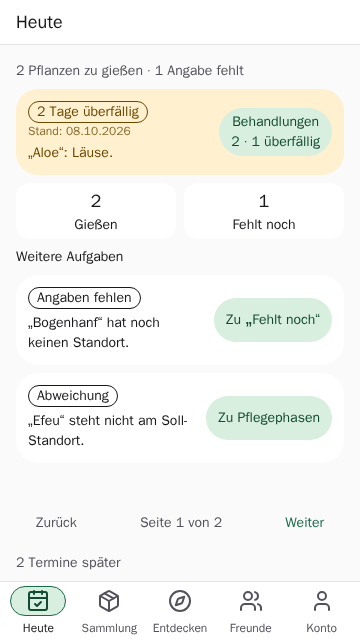 Heute
2 Pflanzen zu gießen · 1 Angabe fehlt
2 Tage überfällig
Stand: 08.10.2026
„Aloe“: Läuse.
Behandlungen
2 · 1 überfällig
2
Gießen
1
Fehlt noch
Weitere Aufgaben
Angaben fehlen
„Bogenhanf“ hat noch
keinen Standort.
Zu „Fehlt noch“
Abweichung
„Efeu“ steht nicht am Soll-
Standort.
Zu Pflegephasen
Zurück
Seite 1 von 2
Weiter
2 Termine später
Heute
Sammlung
Entdecken
Freunde
Konto